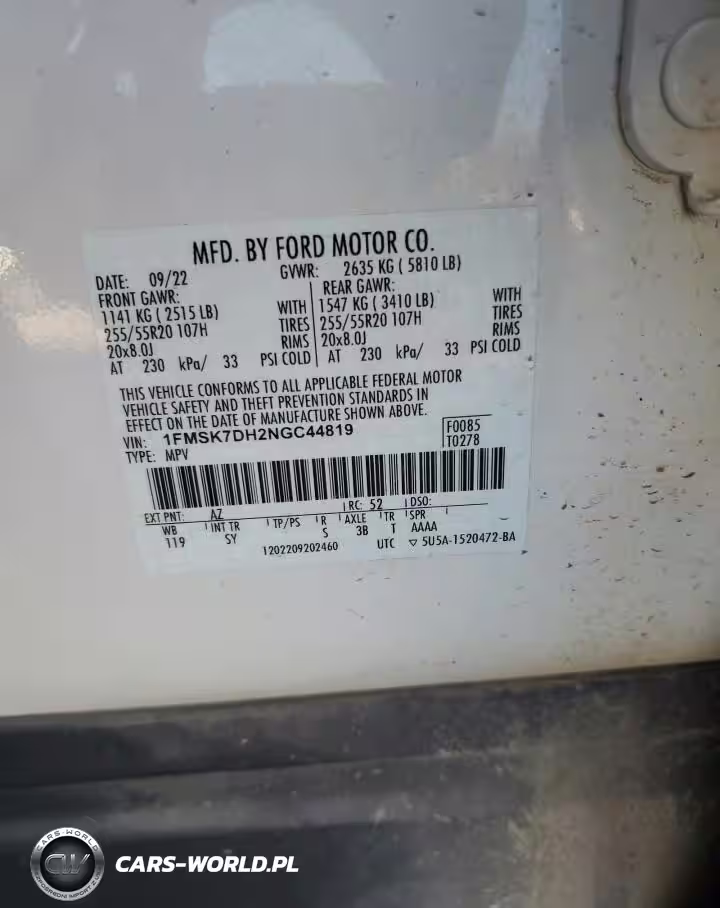 MFD. BY FORD MOTOR CO.
DATE: 09/22 GVWR: 2635 KG ( 5810 LB)
FRONT GAWR: REAR GAWR:
1141 KG ( 2515 LB) WITH 1547 KG ( 3410 LB) WITH
255/55R20 107H TIRES 255/55R20 107H TIRES
20x8.0J RIMS 20x8.0J RIMS
AT 230 kPa/ 33 PSI COLD AT 230 kPa/ 33 PSI COLD
THIS VEHICLE CONFORMS TO ALL APPLICABLE FEDERAL MOTOR
VEHICLE SAFETY AND THEFT PREVENTION STANDARDS IN
EFFECT ON THE DATE OF MANUFACTURE SHOWN ABOVE.
VIN: 1FMSK7DH2NGC44819 F0085
TYPE: MPV T0278
EXT PNT: AZ RC: 52 DSO:
WB INT TR TP/PS R AXLE TR SPR
119 SY S 3B T AAAA
1202209202460 UTC ▽ 5U5A-1520472-BA
CARS-WORLD
CW
CARS-WORLD.PL